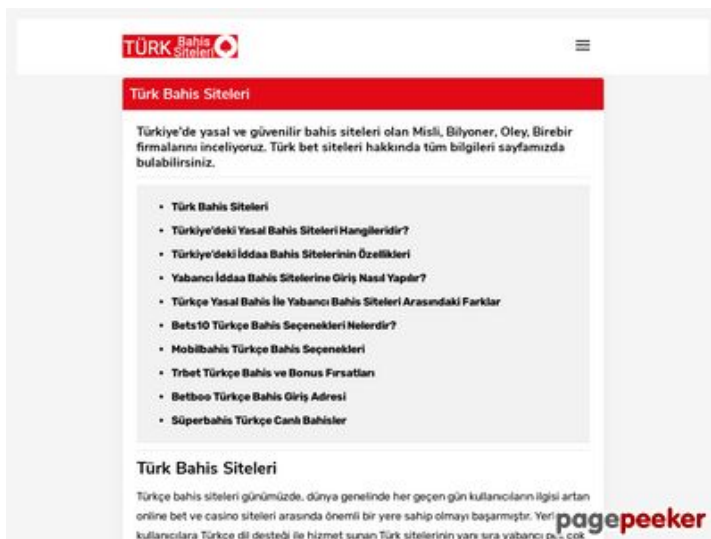 TÜRK Bahis Siteleri
Türk Bahis Siteleri
Türkiye'de yasal ve güvenilir bahis siteleri olan Misli, Bilyoner, Oley, Birebir
firmalarını inceliyoruz. Türk bet siteleri hakkında tüm bilgileri sayfamızda
bulabilirsiniz.
• Türk Bahis Siteleri
• Türkiye'deki Yasal Bahis Siteleri Hangileridir?
• Türkiye'deki İddaa Bahis Sitelerinin Özellikleri
• Yabancı İddaa Bahis Sitelerine Giriş Nasıl Yapılır?
• Türkçe Yasal Bahis İle Yabancı Bahis Siteleri Arasındaki Farklar
• Bets10 Türkçe Bahis Seçenekleri Nelerdir?
• Mobilbahis Türkçe Bahis Seçenekleri
• Trbet Türkçe Bahis ve Bonus Fırsatları
• Betboo Türkçe Bahis Giriş Adresi
• Süperbahis Türkçe Canlı Bahisler
Türk Bahis Siteleri
Türkçe bahis siteleri günümüzde, dünya genelinde her geçen gün kullanıcıların ilgisi artan
online bet ve casino siteleri arasında önemli bir yere sahip olmayı başarmıştır.
kullanıcılara Türkçe dil desteği ile hizmet sunan Türk sitelerinin yanı sıra yabancı çok
pagepeeker